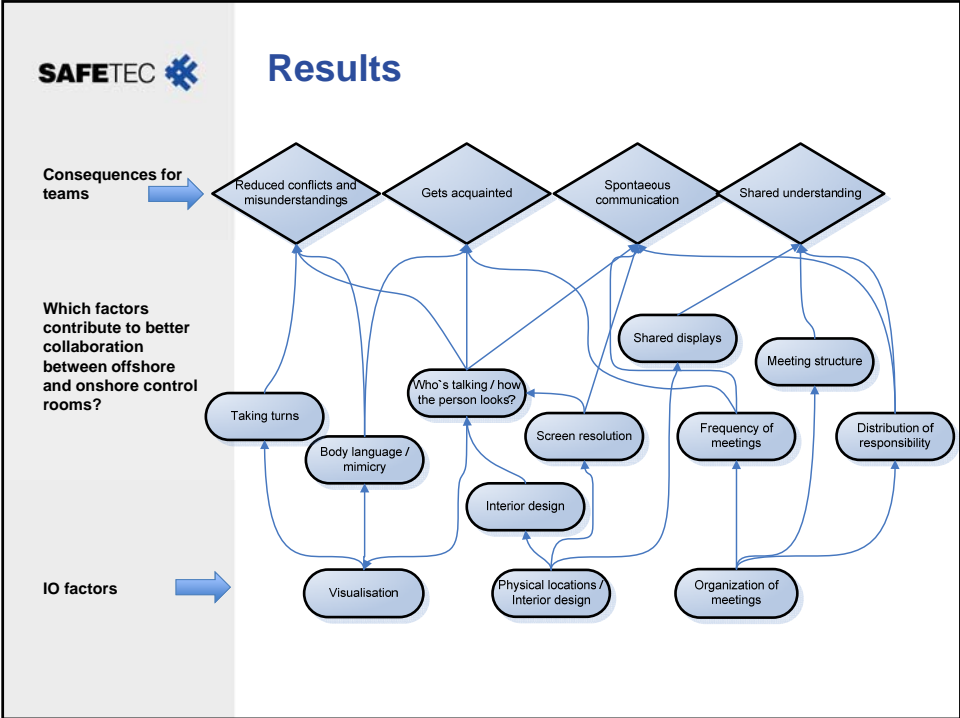 SAFETEC
Results
Consequences for
teams
Reduced conflicts and
misunderstandings
Gets acquainted
Spontaeous
communication
Shared understanding
Which factors
contribute to better
collaboration
between offshore
and onshore control
rooms?
Shared displays
Meeting structure
Who`s talking / how
the person looks?
Taking turns
Body language /
mimicry
Screen resolution
Frequency of
meetings
Distribution of
responsibility
Interior design
IO factors
Visualisation
Physical locations /
Interior design
Organization of
meetings